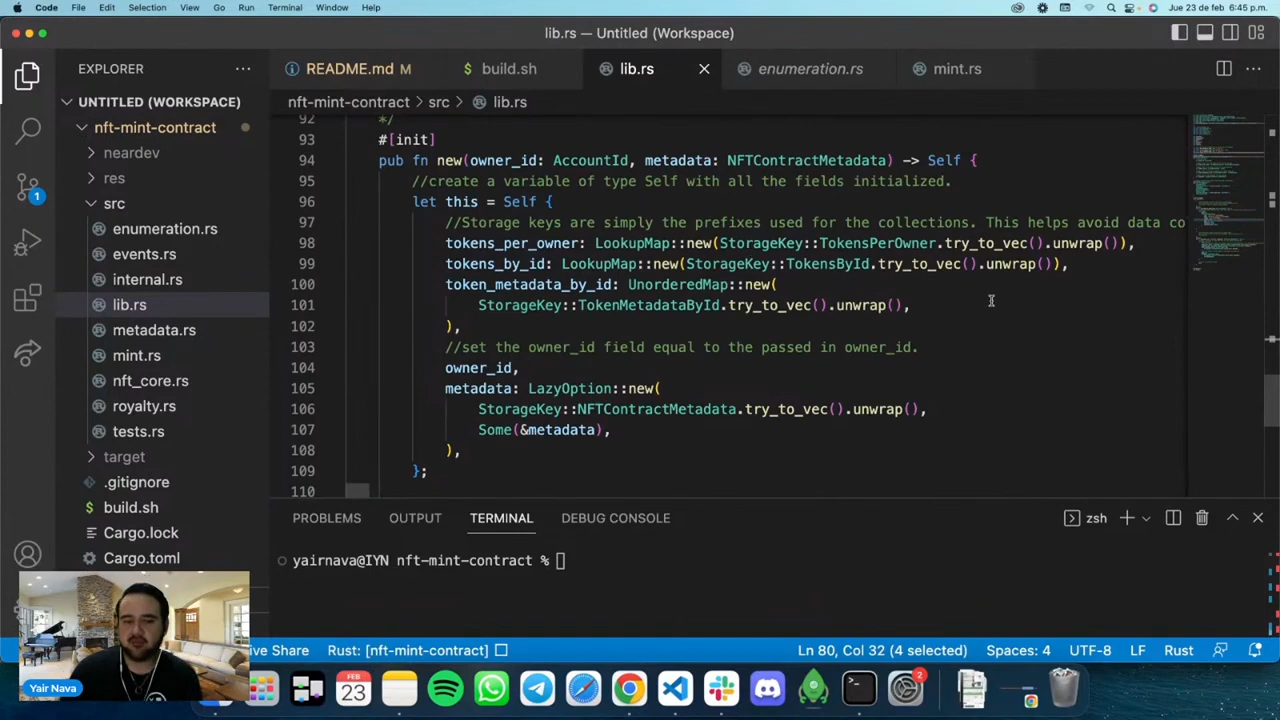 Code File Edit Selection View Go Run Terminal Window Help Jue 23 de feb 6:45 p.m.
lib.rs — Untitled (Workspace)
EXPLORER
README.md M build.sh lib.rs enumeration.rs mint.rs
nft-mint-contract > src > lib.rs
UNTITLED (WORKSPACE)
nft-mint-contract
neardev
res
src
enumeration.rs
events.rs
internal.rs
lib.rs
metadata.rs
mint.rs
nft_core.rs
royalty.rs
tests.rs
target
.gitignore
build.sh
Cargo.lock
Cargo.toml
1
92 */
93 #[init]
94 pub fn new(owner_id: AccountId, metadata: NFTContractMetadata) -> Self {
95 //create a variable of type Self with all the fields initialized.
96 let this = Self {
97 //Storage keys are simply the prefixes used for the collections. This helps avoid data co
98 tokens_per_owner: LookupMap::new(StorageKey::TokensPerOwner.try_to_vec().unwrap()),
99 tokens_by_id: LookupMap::new(StorageKey::TokensById.try_to_vec().unwrap()),
100 token_metadata_by_id: UnorderedMap::new(
101 StorageKey::TokenMetadataById.try_to_vec().unwrap(),
102 ),
103 //set the owner_id field equal to the passed in owner_id.
104 owner_id,
105 metadata: LazyOption::new(
106 StorageKey::NFTContractMetadata.try_to_vec().unwrap(),
107 Some(&metadata),
108 ),
109 };
110
PROBLEMS OUTPUT TERMINAL DEBUG CONSOLE zsh
yairnava@IYN nft-mint-contract %
ive Share Rust: [nft-mint-contract] Ln 80, Col 32 (4 selected) Spaces: 4 UTF-8 LF Rust
Yair Nava
FEB
23
2